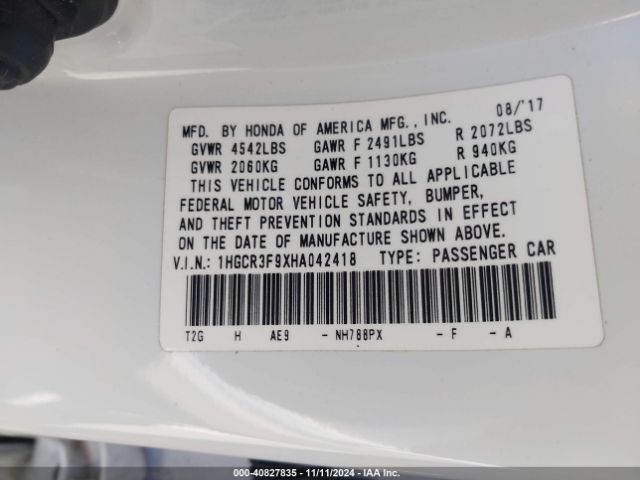 MFD. BY HONDA OF AMERICA MFG., INC. 08/'17
GVWR 4542LBS GAWR F 2491LBS R 2072LBS
GVWR 2060KG GAWR F 1130KG R 940KG
THIS VEHICLE CONFORMS TO ALL APPLICABLE
FEDERAL MOTOR VEHICLE SAFETY, BUMPER,
AND THEFT PREVENTION STANDARDS IN EFFECT
ON THE DATE OF MANUFACTURE SHOWN ABOVE.
V.I.N.: 1HGCR3F9XHA042418 TYPE: PASSENGER CAR
T2G H AE9 - NH788PX - F - A
000-40827835 - 11/11/2024 - IAA Inc.